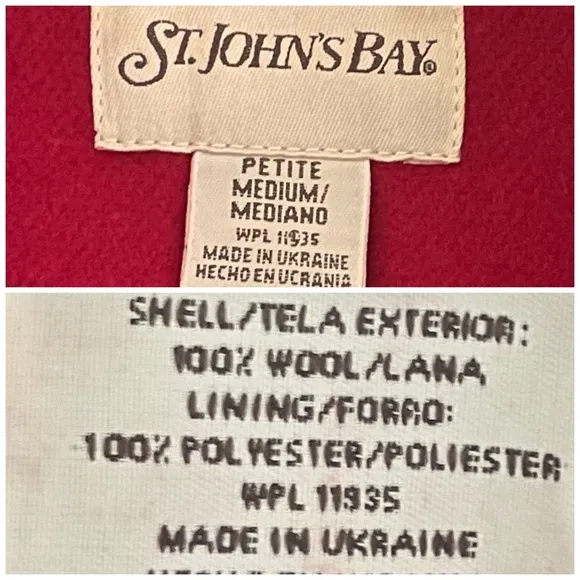 ST. JOHN'S BAY®
PETITE
MEDIUM/
MEDIANO
WPL 11935
MADE IN UKRAINE
HECHO EN UCRANIA
SHELL/TELA EXTERIOR:
100% WOOL/LANA
LINING/FORRO:
100% POLYESTER/POLIESTER
WPL 11935
MADE IN UKRAINE